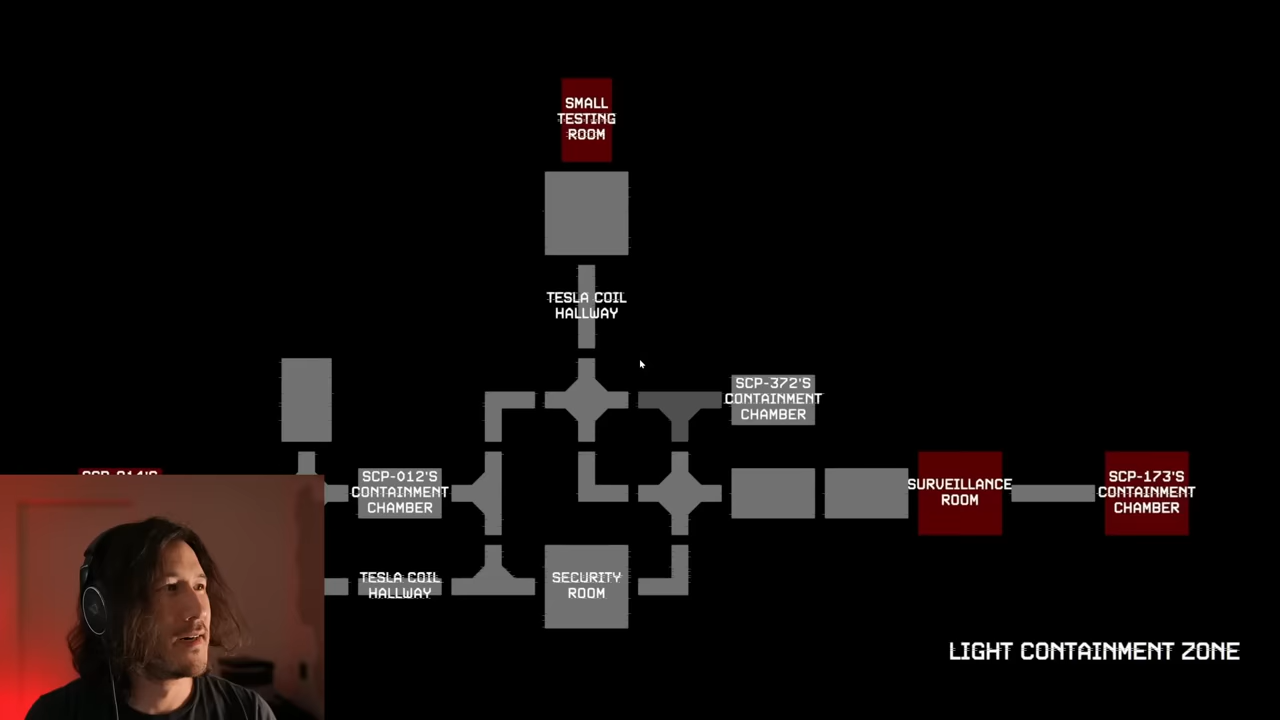 SMALL
TESTING
ROOM
TESLA COIL
HALLWAY
SCP-372'S
CONTAINMENT
CHAMBER
SCP-012'S
CONTAINMENT
CHAMBER
SURVEILLANCE
ROOM
SCP-173'S
CONTAINMENT
CHAMBER
TESLA COIL
HALLWAY
SECURITY
ROOM
LIGHT CONTAINMENT ZONE